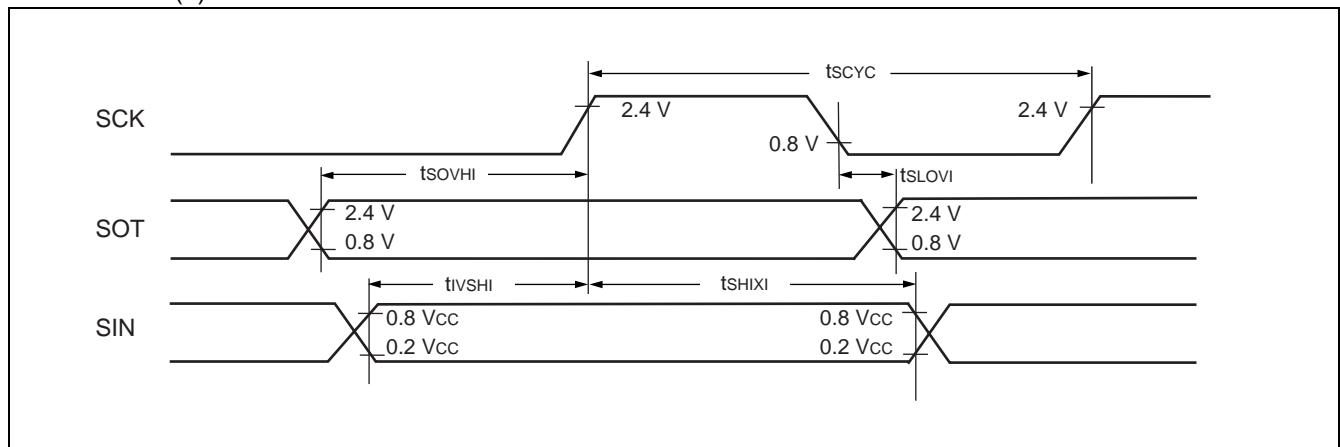 tSCYC
SCK
2.4 V
0.8 V
2.4 V
tSOVHI
tSLOVI
SOT
2.4 V
0.8 V
2.4 V
0.8 V
tIVSHI
tSHIXI
SIN
0.8 VCC
0.2 VCC
0.8 VCC
0.2 VCC